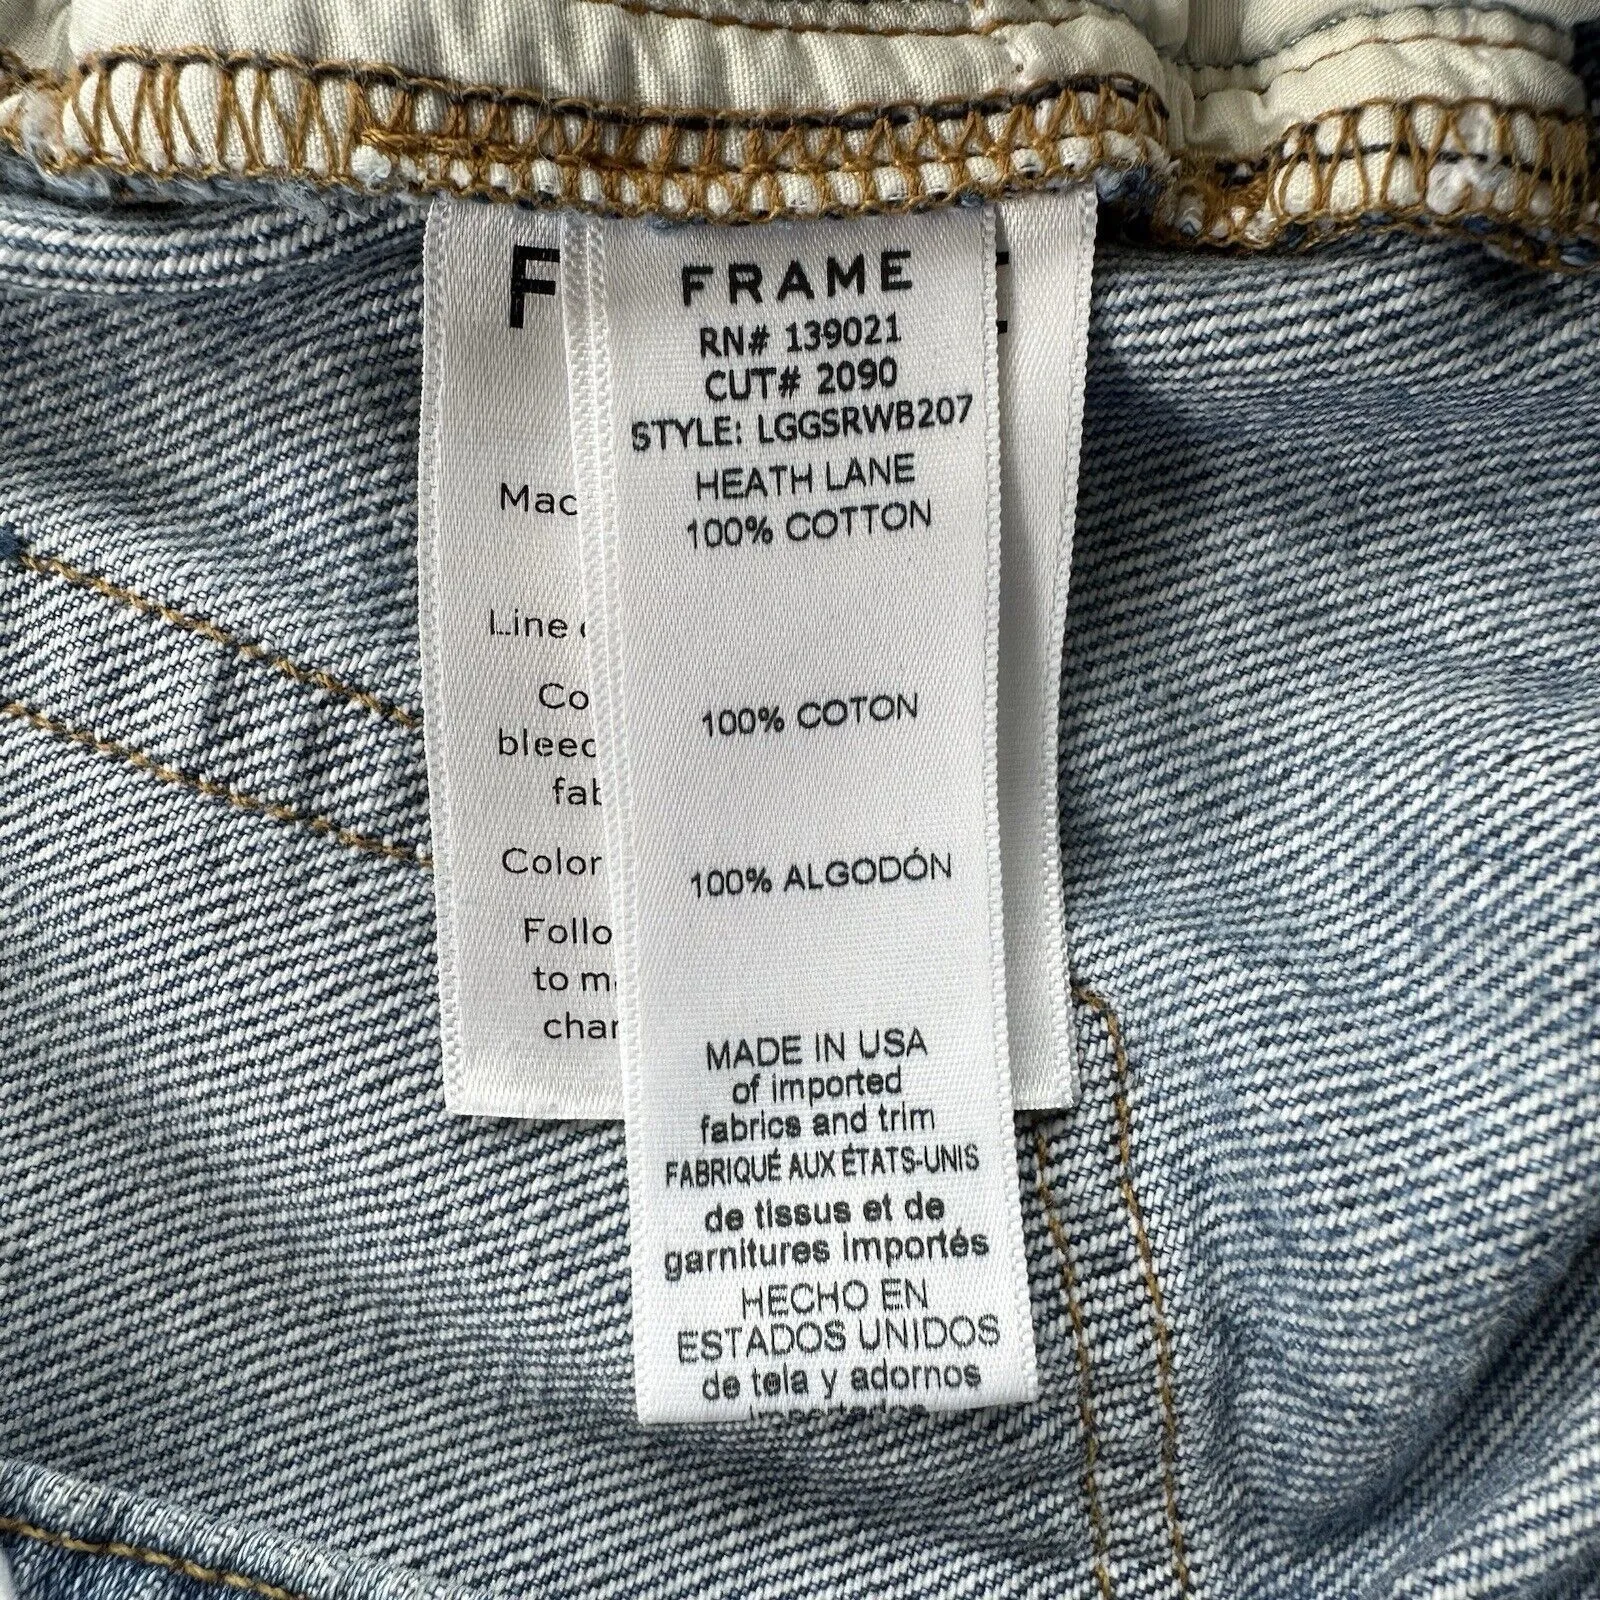 FRAME
RN# 139021
CUT# 2090
STYLE: LGGSRWB207
HEATH LANE
100% COTTON
100% COTON
100% ALGODÓN
MADE IN USA
of imported
fabrics and trim
FABRIQUÉ AUX ÉTATS-UNIS
de tissus et de
garnitures importés
HECHO EN
ESTADOS UNIDOS
de tela y adornos
F
Mac
Line
Co
bleed
fab
Color
Follo
to m
char